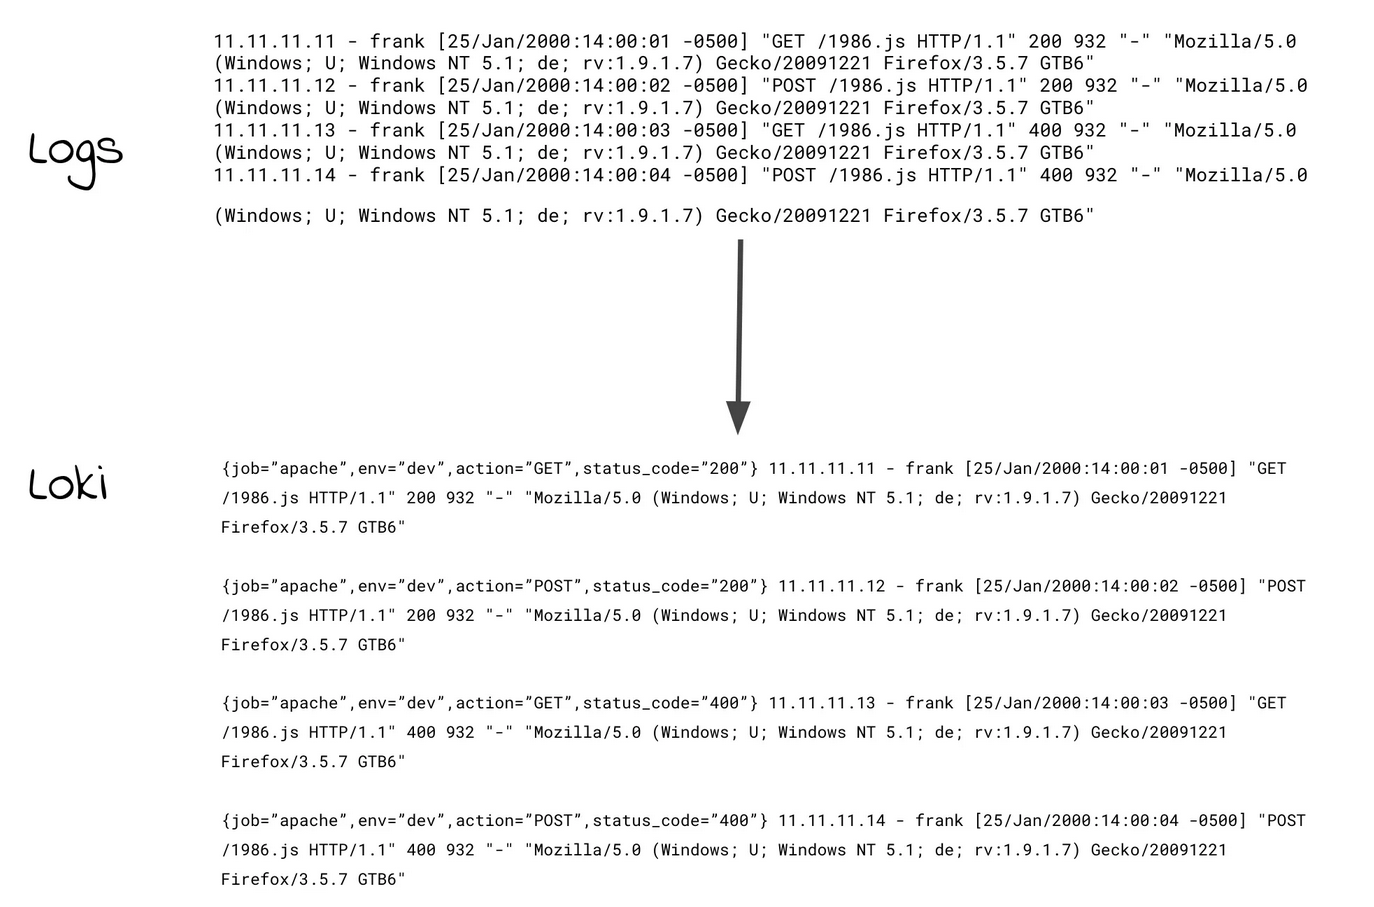 11.11.11.11 - frank [25/Jan/2000:14:00:01 -0500] "GET /1986.js HTTP/1.1" 200 932 "-" "Mozilla/5.0
(Windows; U; Windows NT 5.1; de; rv:1.9.1.7) Gecko/20091221 Firefox/3.5.7 GTB6"
11.11.11.12 - frank [25/Jan/2000:14:00:02 -0500] "POST /1986.js HTTP/1.1" 200 932 "-" "Mozilla/5.0
(Windows; U; Windows NT 5.1; de; rv:1.9.1.7) Gecko/20091221 Firefox/3.5.7 GTB6"
11.11.11.13 - frank [25/Jan/2000:14:00:03 -0500] "GET /1986.js HTTP/1.1" 400 932 "-" "Mozilla/5.0
Logs
(Windows; U; Windows NT 5.1; de; rv:1.9.1.7) Gecko/20091221 Firefox/3.5.7 GTB6"
11.11.11.14 - frank [25/Jan/2000:14:00:04 -0500] "POST /1986.js HTTP/1.1" 400 932 "-" "Mozilla/5.0
(Windows; U; Windows NT 5.1; de; rv:1.9.1.7) Gecko/20091221 Firefox/3.5.7 GTB6"
Loki
{job=”apache”,env=”dev”,action=”GET”,status_code=”200”} 11.11.11.11 - frank [25/Jan/2000:14:00:01 -0500] "GET
/1986.js HTTP/1.1" 200 932 "-" "Mozilla/5.0 (Windows; U; Windows NT 5.1; de; rv:1.9.1.7) Gecko/20091221
Firefox/3.5.7 GTB6"
{job=”apache”,env=”dev”,action=”POST”,status_code=”200”} 11.11.11.12 - frank [25/Jan/2000:14:00:02 -0500] "POST
/1986.js HTTP/1.1" 200 932 "-" "Mozilla/5.0 (Windows; U; Windows NT 5.1; de; rv:1.9.1.7) Gecko/20091221
Firefox/3.5.7 GTB6"
{job=”apache”,env=”dev”,action=”GET”,status_code=”400”} 11.11.11.13 - frank [25/Jan/2000:14:00:03 -0500] "GET
/1986.js HTTP/1.1" 400 932 "-" "Mozilla/5.0 (Windows; U; Windows NT 5.1; de; rv:1.9.1.7) Gecko/20091221
Firefox/3.5.7 GTB6"
{job=”apache”,env=”dev”,action=”POST”,status_code=”400”} 11.11.11.14 - frank [25/Jan/2000:14:00:04 -0500] "POST
/1986.js HTTP/1.1" 400 932 "-" "Mozilla/5.0 (Windows; U; Windows NT 5.1; de; rv:1.9.1.7) Gecko/20091221
Firefox/3.5.7 GTB6"